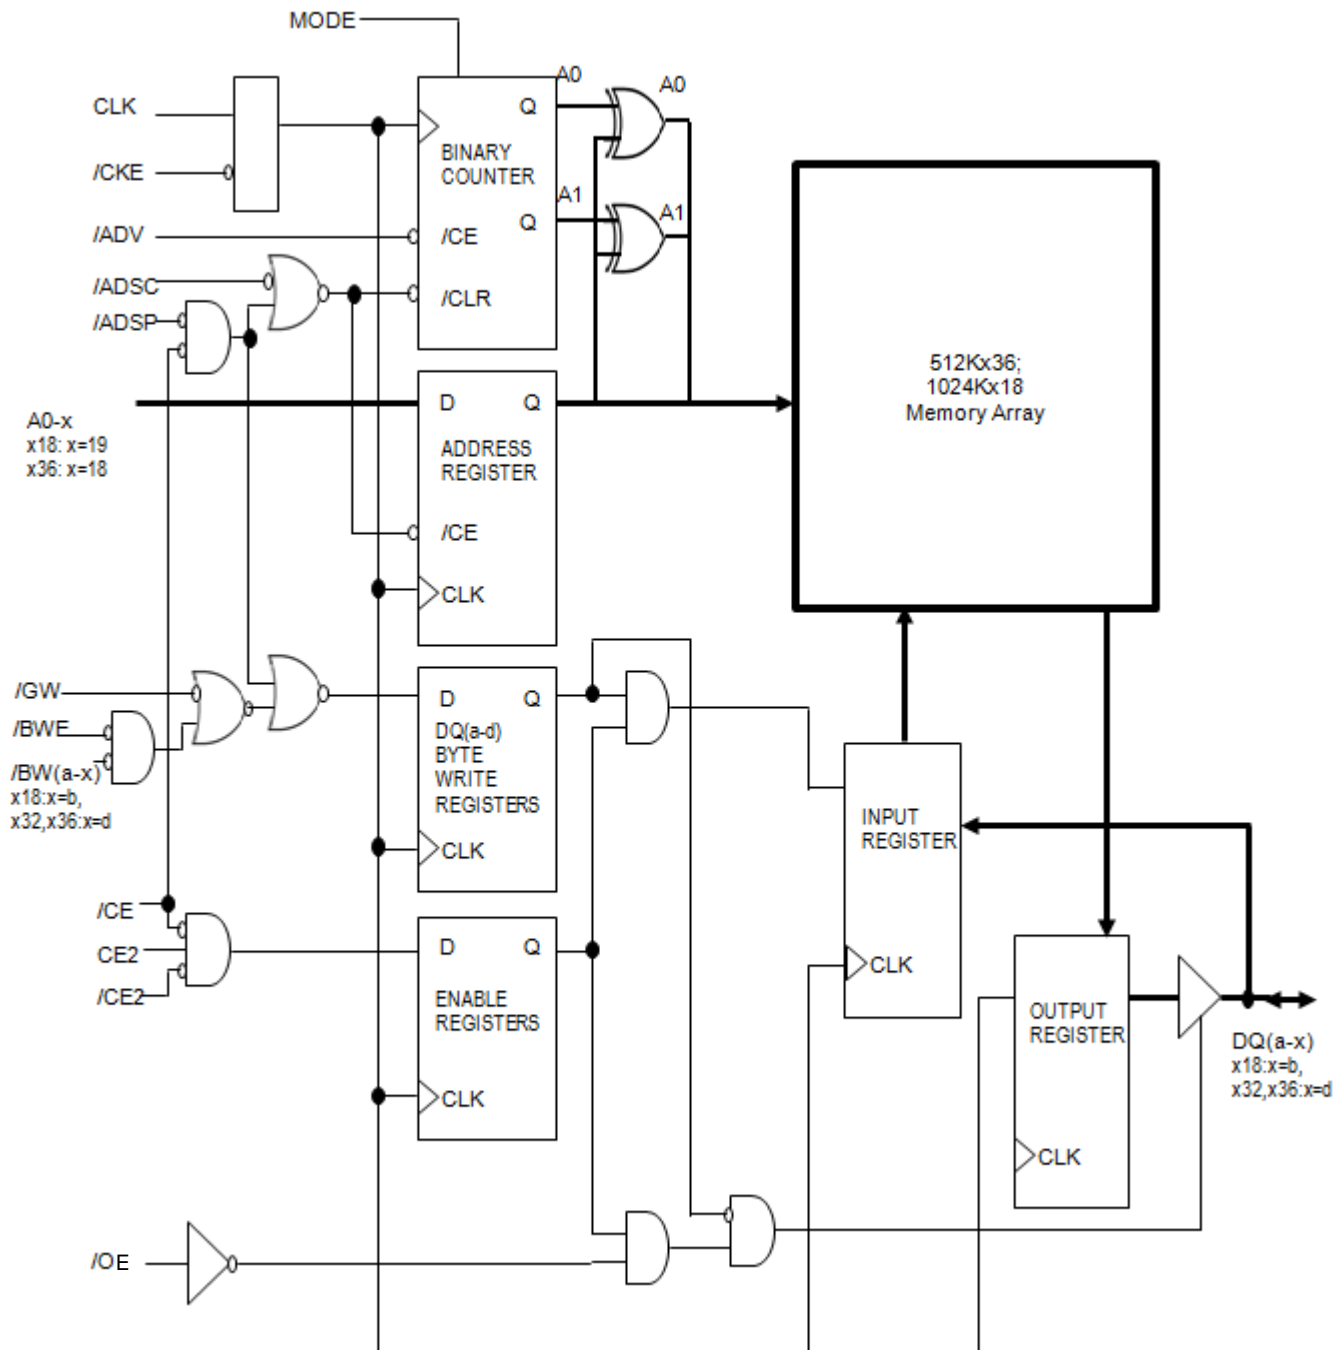 MODE
CLK
/CKE
/ADV
/ADSC
/ADSP
Q
BINARY
COUNTER
Q
/CE
/CLR
A0
A0
A1
A1
A0-x
x18: x=19
x36: x=18
D Q
ADDRESS
REGISTER
/CE
CLK
512Kx36;
1024Kx18
Memory Array
/GW
/BWE
/BW(a-x)
x18:x=b,
x32,x36:x=d
D Q
DQ(a-d)
BYTE
WRITE
REGISTERS
CLK
/CE
CE2
/CE2
D Q
ENABLE
REGISTERS
CLK
INPUT
REGISTER
CLK
OUTPUT
REGISTER
CLK
DQ(a-x)
x18:x=b,
x32,x36:x=d
/OE